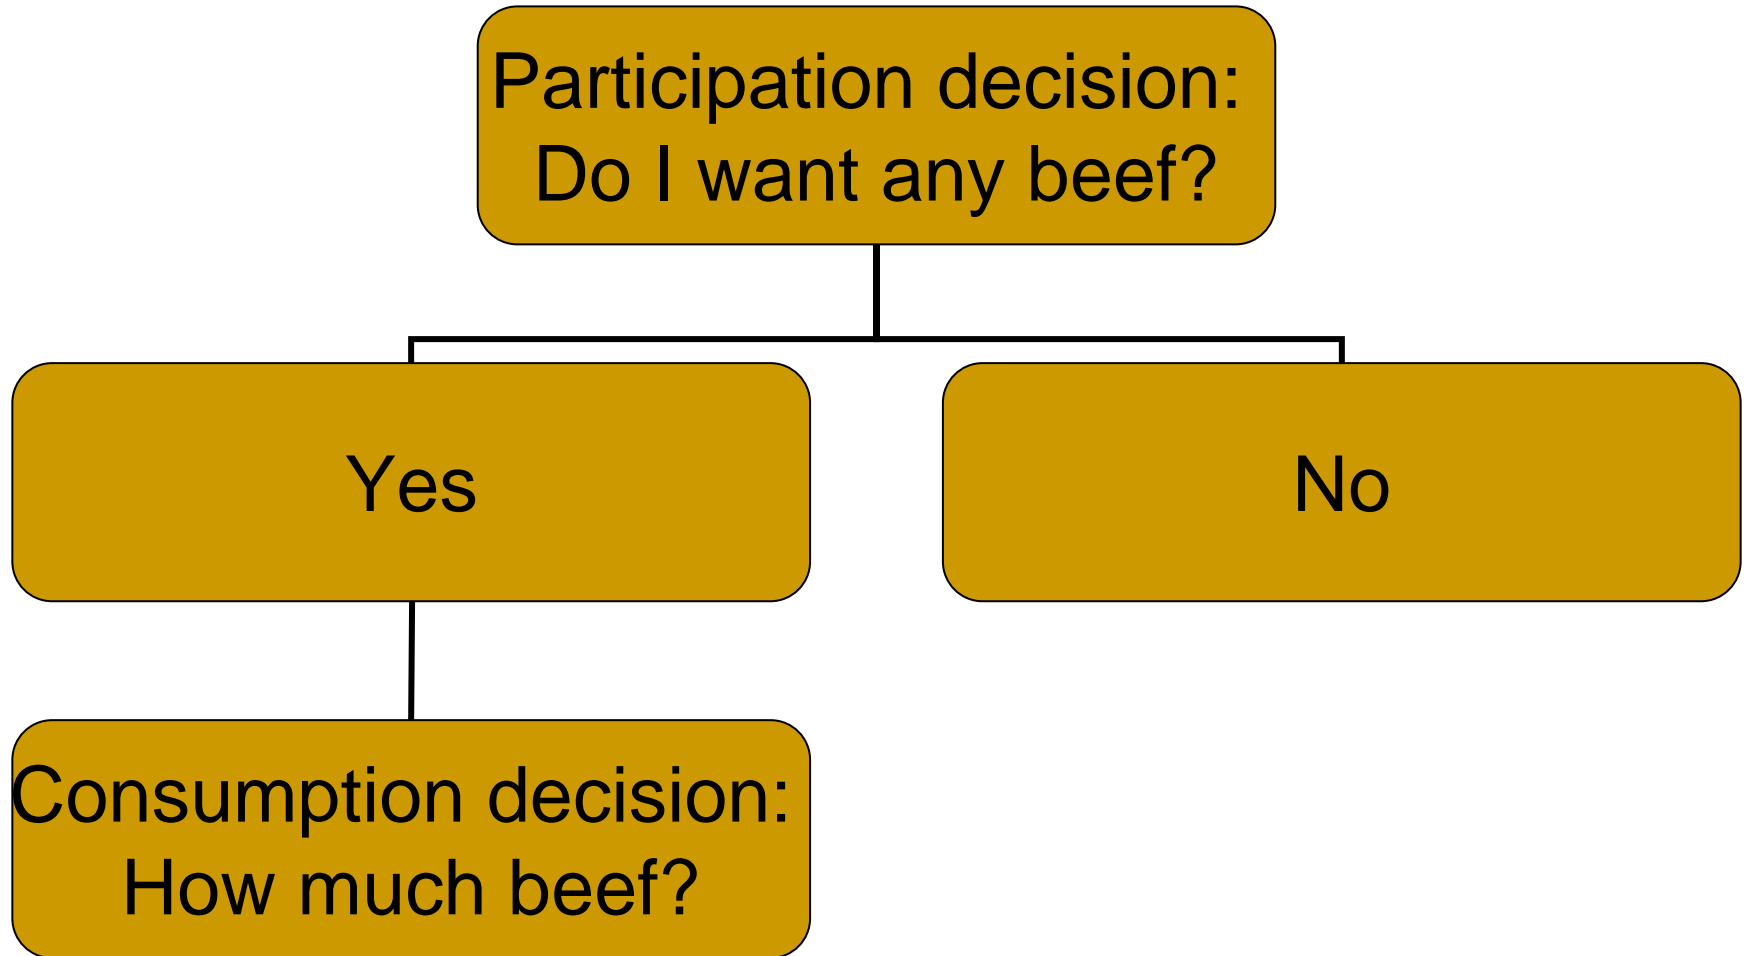 Participation decision:
Do I want any beef?
Yes
No
Consumption decision:
How much beef?